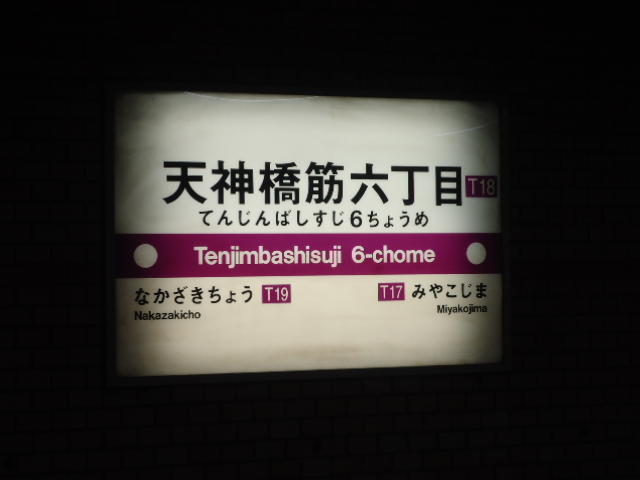 天神橋筋六丁目 T18
てんじんばしすじ6ちょうめ
Tenjimbashisuji 6-chome
なかざきちょう T19 T17 みやこじま
Nakazakicho Miyakojima